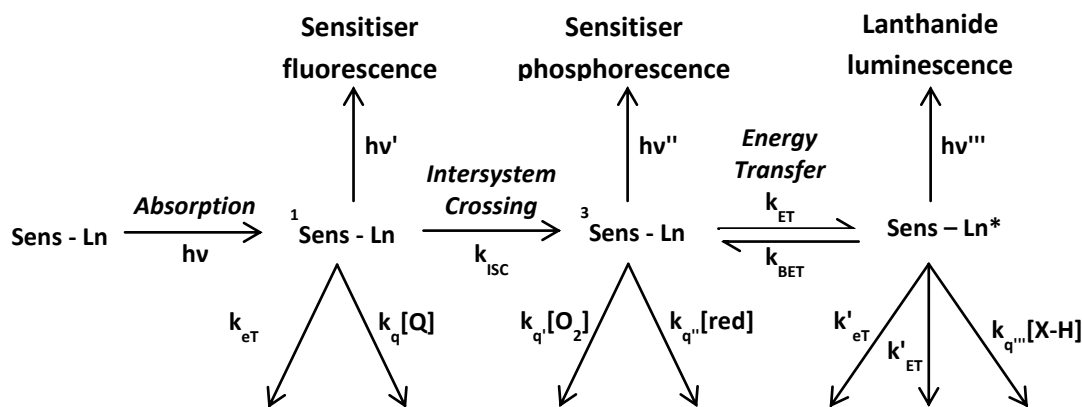 Sensitiser fluorescence
Sensitiser phosphorescence
Lanthanide luminescence
hν'
hν''
hν'''
Absorption
Intersystem Crossing
Energy Transfer
Sens - Ln
hν
¹Sens - Ln
k_ISC
³Sens - Ln
k_ET
k_BET
Sens – Ln*
k_eT
k_q[Q]
k_q'[O₂]
k_q''[red]
k'_eT
k'_ET
k_q'''[X-H]